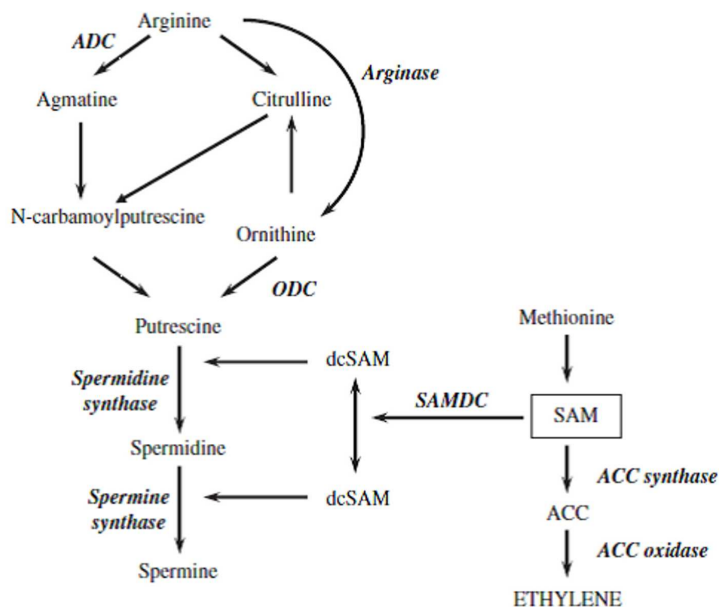 Arginine
ADC
Arginase
Agmatine
Citrulline
N-carbamoylputrescine
Ornithine
ODC
Putrescine
Methionine
dcSAM
Spermidine
synthase
SAMDC
SAM
Spermidine
ACC synthase
Spermine
synthase
dcSAM
ACC
ACC oxidase
Spermine
ETHYLENE